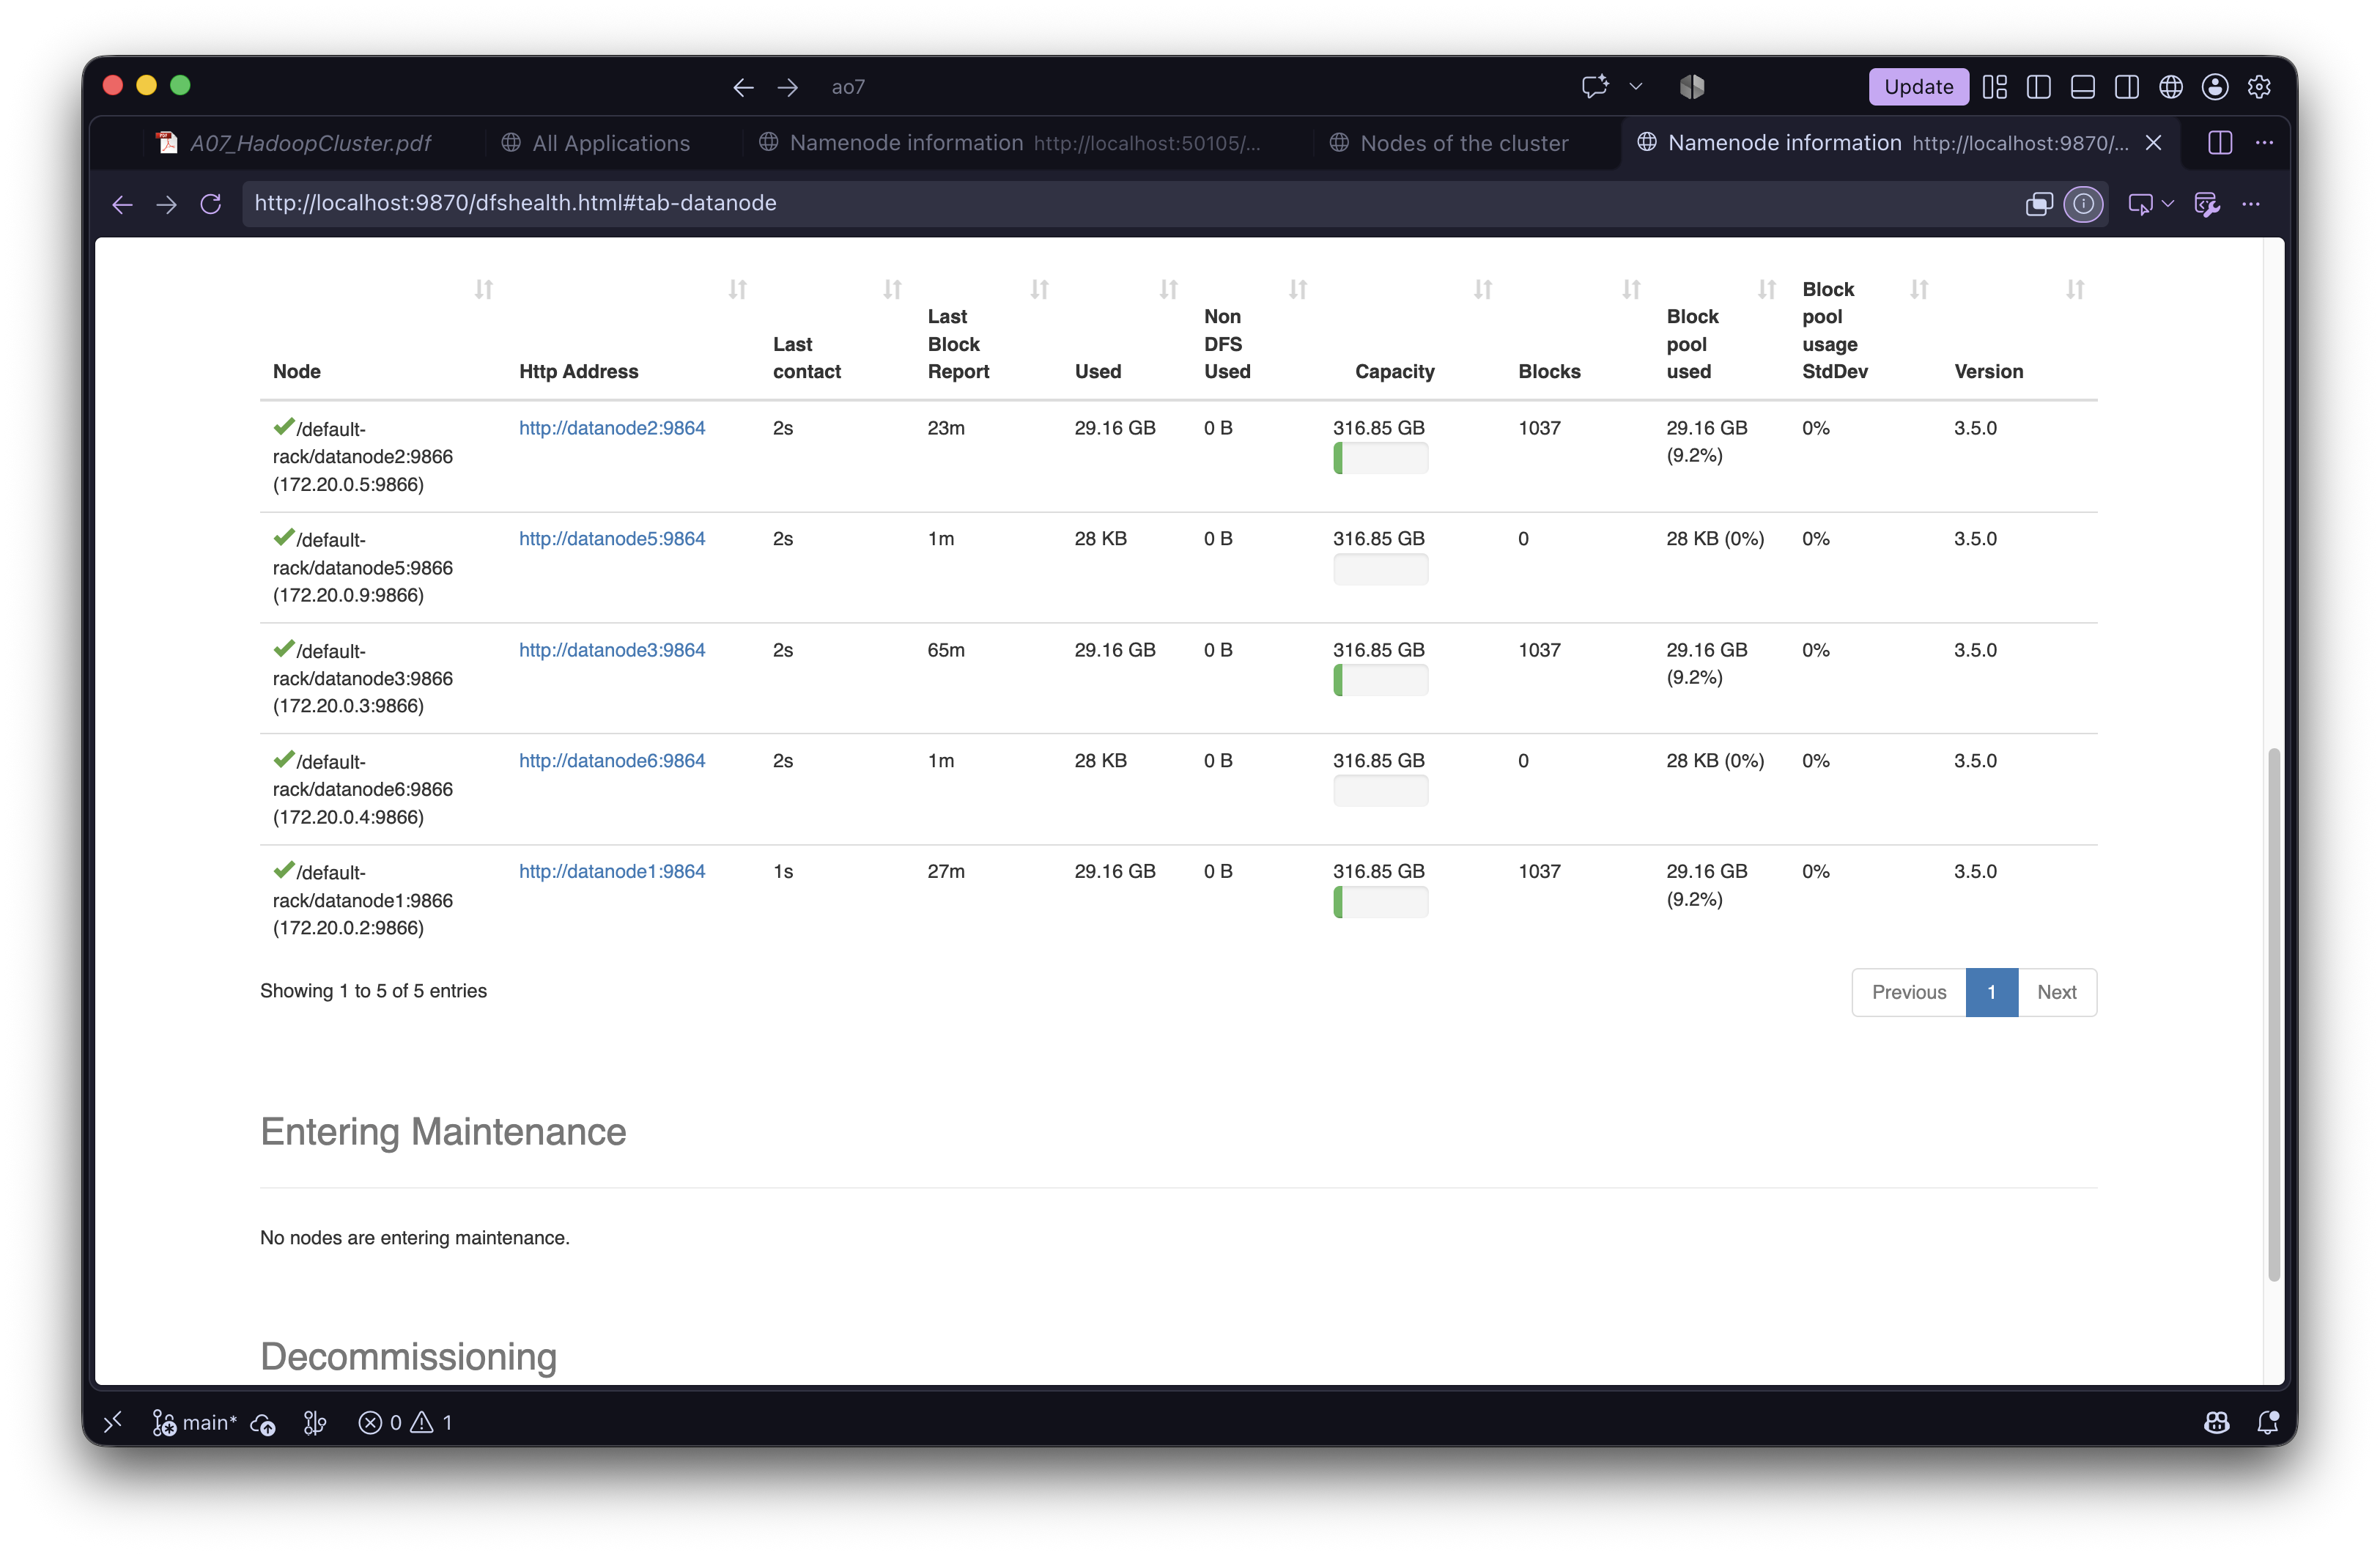 ao7
Update
A07_HadoopCluster.pdf
All Applications
Namenode information http://localhost:50105/...
Nodes of the cluster
Namenode information http://localhost:9870/...
http://localhost:9870/dfshealth.html#tab-datanode
Node
Http Address
Last
contact
Last
Block
Report
Used
Non
DFS
Used
Capacity
Blocks
Block
pool
used
Block
pool
usage
StdDev
Version
/default-
rack/datanode2:9866
(172.20.0.5:9866)
http://datanode2:9864
2s
23m
29.16 GB
0 B
316.85 GB
1037
29.16 GB
(9.2%)
0%
3.5.0
/default-
rack/datanode5:9866
(172.20.0.9:9866)
http://datanode5:9864
2s
1m
28 KB
0 B
316.85 GB
0
28 KB (0%)
0%
3.5.0
/default-
rack/datanode3:9866
(172.20.0.3:9866)
http://datanode3:9864
2s
65m
29.16 GB
0 B
316.85 GB
1037
29.16 GB
(9.2%)
0%
3.5.0
/default-
rack/datanode6:9866
(172.20.0.4:9866)
http://datanode6:9864
2s
1m
28 KB
0 B
316.85 GB
0
28 KB (0%)
0%
3.5.0
/default-
rack/datanode1:9866
(172.20.0.2:9866)
http://datanode1:9864
1s
27m
29.16 GB
0 B
316.85 GB
1037
29.16 GB
(9.2%)
0%
3.5.0
Showing 1 to 5 of 5 entries
Previous
1
Next
Entering Maintenance
No nodes are entering maintenance.
Decommissioning
main*
0
1